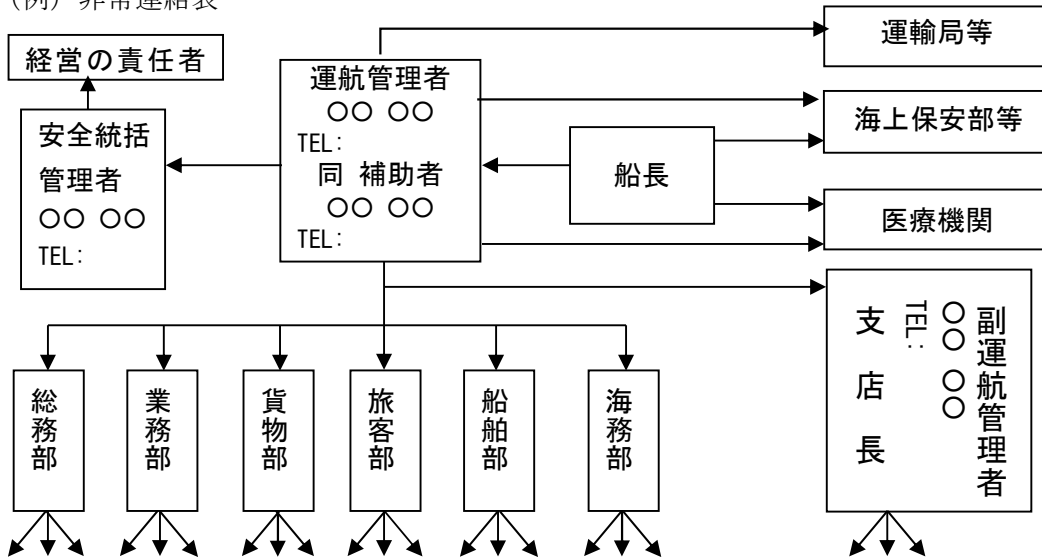 (例) 非常連絡表
経営の責任者
安全統括
管理者
○○ ○○
TEL:
運航管理者
○○ ○○
TEL:
同 補助者
○○ ○○
TEL:
船長
運輸局等
海上保安部等
医療機関
副運航管理者
○○ ○○
TEL:
支店長
総務部
業務部
貨物部
旅客部
船舶部
海務部